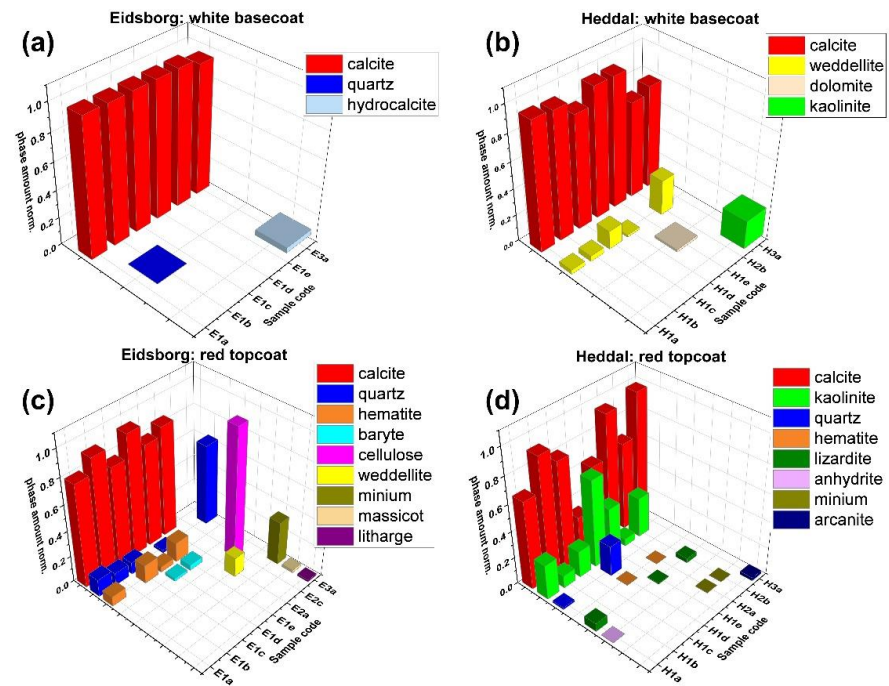 Eidsborg: white basecoat
(a)
calcite
quartz
hydrocalcite
phase amount norm.
1.0
0.8
0.6
0.4
0.2
0.0
E1a
E1b
E1c
E1d
E1e
E3a
Sample code
Heddal: white basecoat
(b)
calcite
weddellite
dolomite
kaolinite
phase amount norm.
1.0
0.8
0.6
0.4
0.2
0.0
H1a
H1b
H1c
H1d
H1e
H2b
H3a
Sample code
Eidsborg: red topcoat
(c)
calcite
quartz
hematite
baryte
cellulose
weddellite
minium
massicot
litharge
phase amount norm.
1.0
0.8
0.6
0.4
0.2
0.0
E1a
E1b
E1c
E1d
E1e
E2a
E2c
E3a
Sample code
Heddal: red topcoat
(d)
calcite
kaolinite
quartz
hematite
lizardite
anhydrite
minium
arcanite
phase amount norm.
1.0
0.8
0.6
0.4
0.2
0.0
H1a
H1b
H1c
H1d
H1e
H2a
H2b
H3a
Sample code